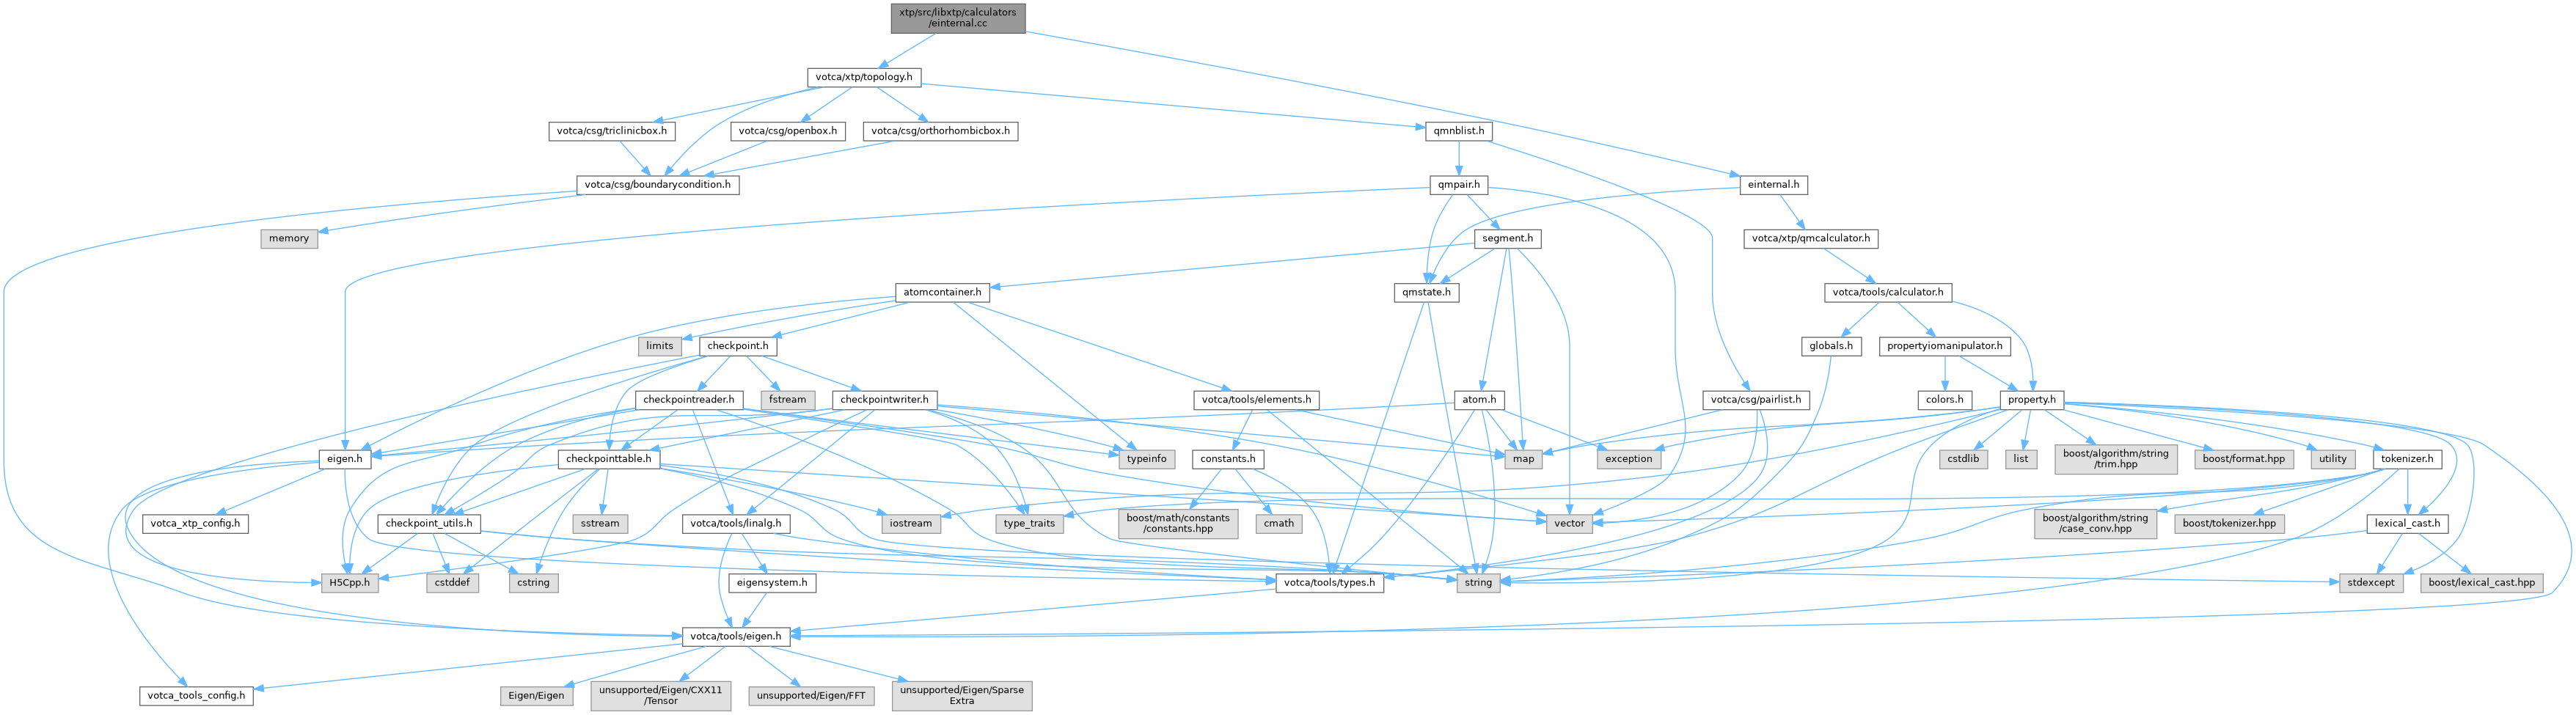 xtp/src/libxtp/calculators
/einternal.cc
votca/xtp/topology.h
votca/csg/triclinicbox.h
votca/csg/openbox.h
votca/csg/orthorhombicbox.h
qmnblist.h
votca/csg/boundarycondition.h
qmpair.h
einternal.h
memory
segment.h
votca/xtp/qmcalculator.h
atomcontainer.h
qmstate.h
votca/tools/calculator.h
limits
checkpoint.h
globals.h
propertyiomanipulator.h
checkpointreader.h
fstream
checkpointwriter.h
votca/tools/elements.h
atom.h
votca/csg/pairlist.h
colors.h
property.h
eigen.h
checkpointtable.h
typeinfo
constants.h
map
exception
cstdlib
list
boost/algorithm/string
/trim.hpp
boost/format.hpp
utility
tokenizer.h
votca_xtp_config.h
checkpoint_utils.h
sstream
votca/tools/linalg.h
iostream
type_traits
boost/math/constants
/constants.hpp
cmath
vector
boost/algorithm/string
/case_conv.hpp
boost/tokenizer.hpp
lexical_cast.h
H5Cpp.h
cstddef
cstring
eigensystem.h
votca/tools/types.h
string
stdexcept
boost/lexical_cast.hpp
votca/tools/eigen.h
votca_tools_config.h
Eigen/Eigen
unsupported/Eigen/CXX11
/Tensor
unsupported/Eigen/FFT
unsupported/Eigen/Sparse
Extra